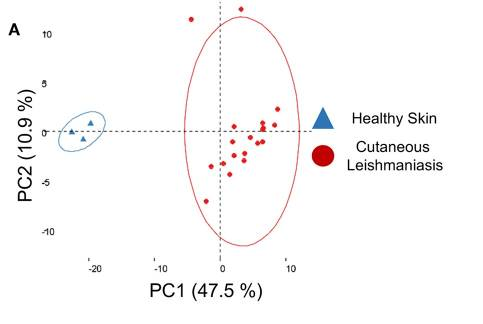 A
10
5
0
-5
-10
PC2 (10.9 %)
-20
-10
0
10
PC1 (47.5 %)
Healthy Skin
Cutaneous
Leishmaniasis